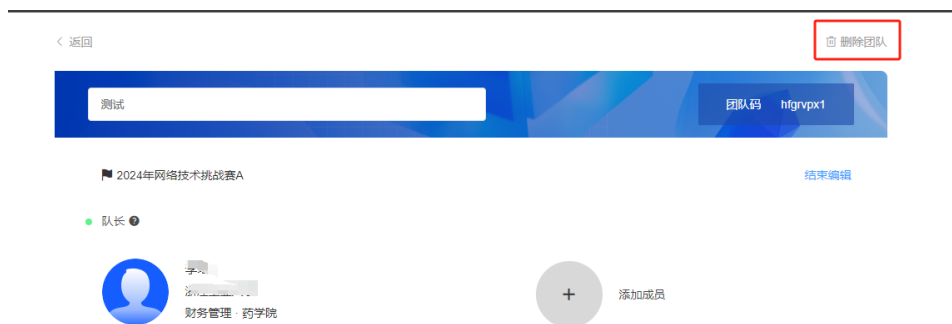 返回
删除团队
测试
团队码 hfgrvpx1
2024年网络技术挑战赛A
结束编辑
队长
添加成员
财务管理 · 药学院